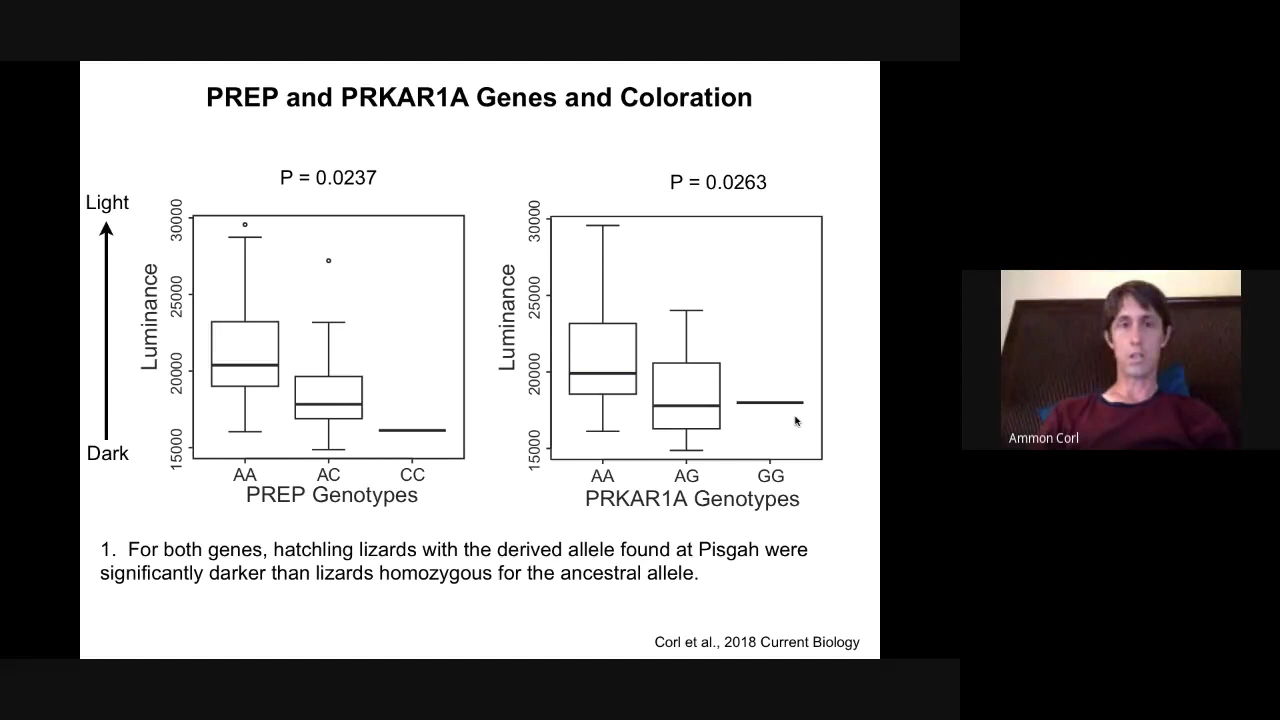 PREP and PRKAR1A Genes and Coloration
P = 0.0237
P = 0.0263
Light
Dark
Luminance
30000
25000
20000
15000
AA
AC
CC
PREP Genotypes
Luminance
30000
25000
20000
15000
AA
AG
GG
PRKAR1A Genotypes
1. For both genes, hatchling lizards with the derived allele found at Pisgah were
significantly darker than lizards homozygous for the ancestral allele.
Corl et al., 2018 Current Biology
Ammon Corl